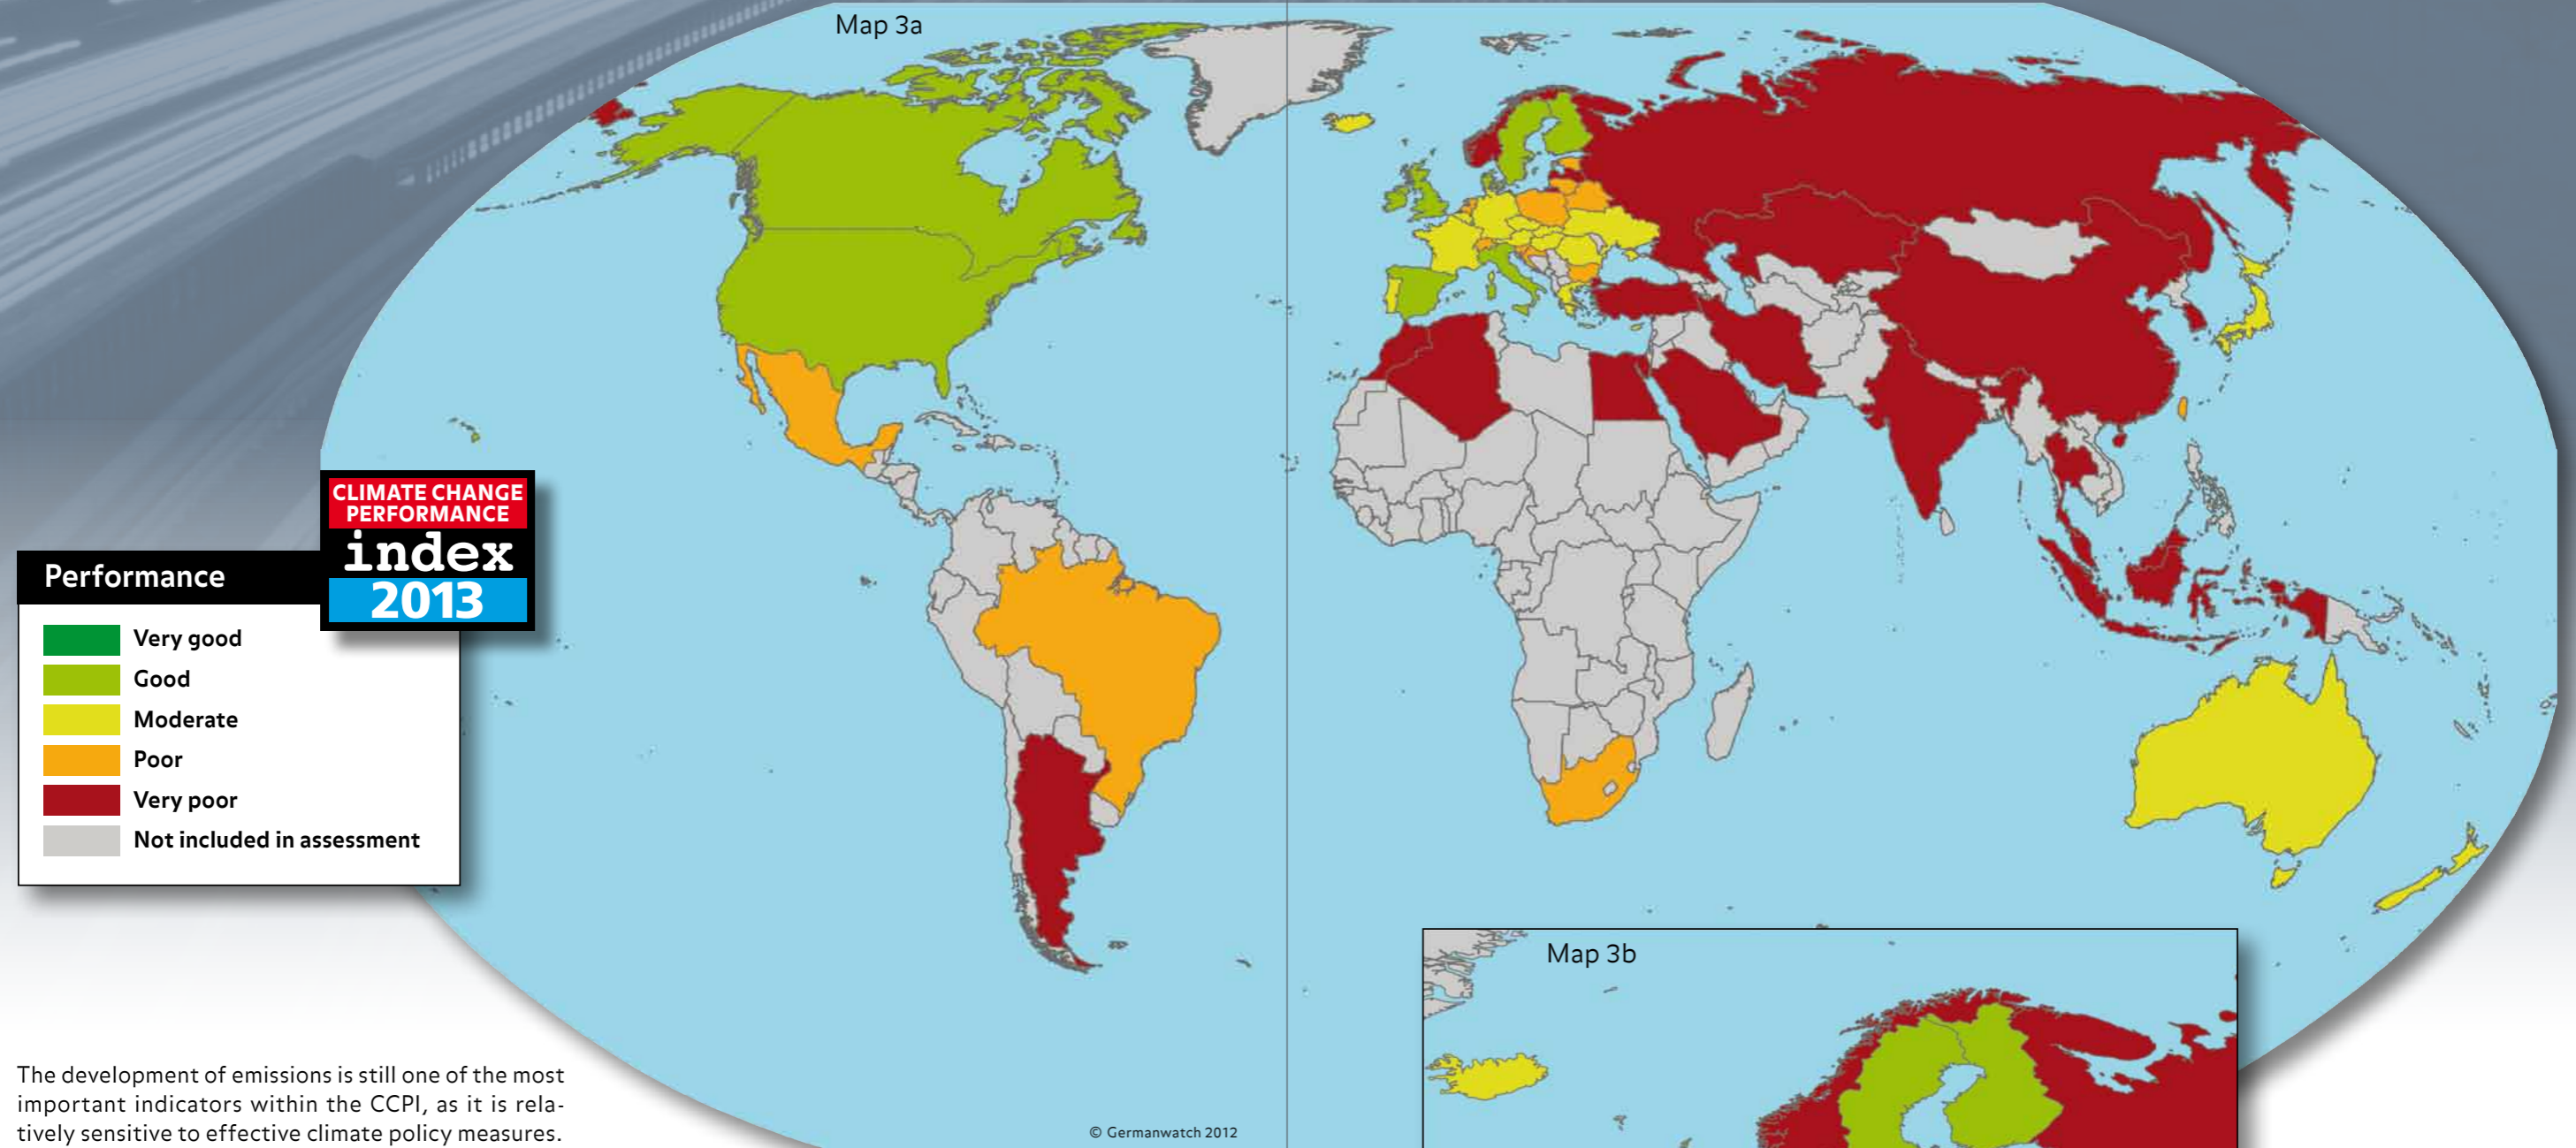 Map 3a
CLIMATE CHANGE
PERFORMANCE
index
2013
Performance
Very good
Good
Moderate
Poor
Very poor
Not included in assessment
Map 3b
The development of emissions is still one of the most
important indicators within the CCPI, as it is rela-
tively sensitive to effective climate policy measures.
© Germanwatch 2012